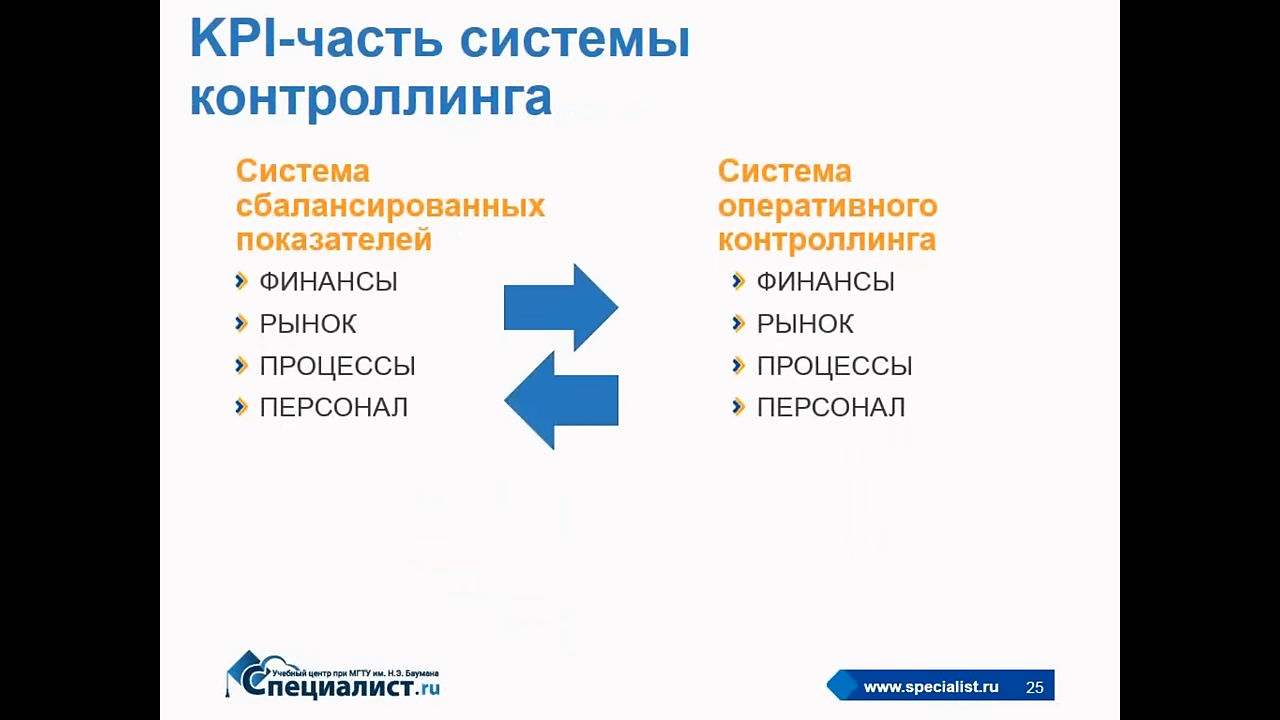 KPI-часть системы
контроллинга
Система
сбалансированных
показателей
ФИНАНСЫ
РЫНОК
ПРОЦЕССЫ
ПЕРСОНАЛ
Система
оперативного
контроллинга
ФИНАНСЫ
РЫНОК
ПРОЦЕССЫ
ПЕРСОНАЛ
Учебный центр при МГТУ им. Н.Э. Баумана
Специалист.ru
www.specialist.ru 25